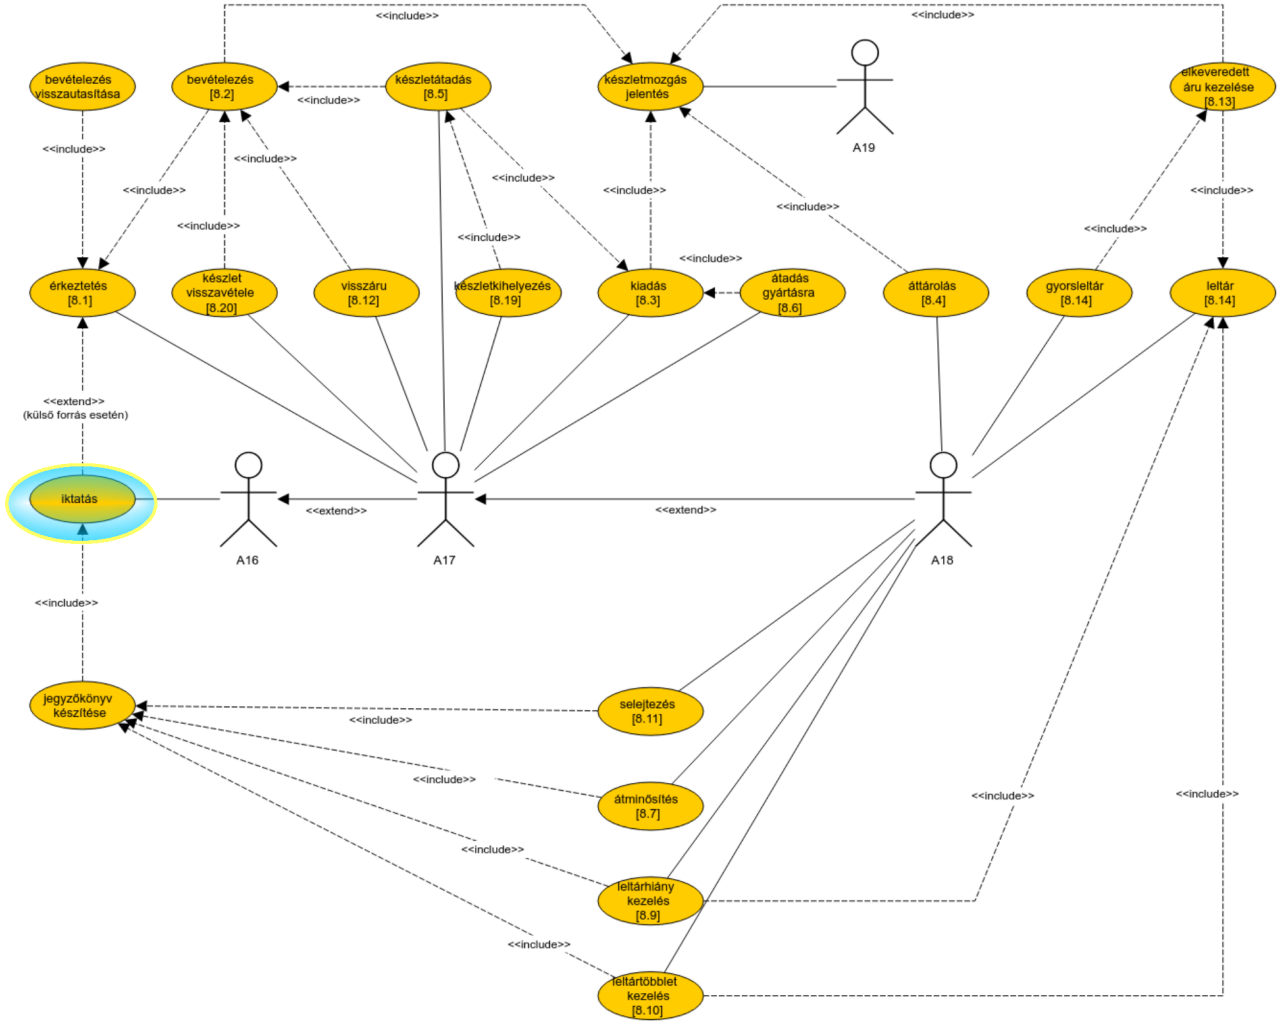 <<include>>
<<include>>
bevételezés
visszautasítása
bevételezés
[8.2]
készletátadás
[8.5]
készletmozgás
jelentés
elkeveredett
áru kezelése
[8.13]
<<include>>
A19
<<include>>
<<include>>
<<include>>
<<include>>
<<include>>
<<include>>
<<include>>
<<include>>
<<include>>
<<include>>
<<include>>
<<include>>
érkeztetés
[8.1]
készlet
visszavétele
[8.20]
visszáru
[8.12]
készletkihelyezés
[8.19]
kiadás
[8.3]
átadás
gyártásra
[8.6]
áttárolás
[8.4]
gyorsleltár
[8.14]
leltár
[8.14]
<<extend>>
(külső forrás esetén)
iktatás
<<extend>>
<<extend>>
A16
A17
A18
<<include>>
jegyzőkönyv
készítése
selejtezés
[8.11]
<<include>>
<<include>>
átminősítés
[8.7]
<<include>>
<<include>>
<<include>>
leltárhiány
kezelés
[8.9]
<<include>>
leltártöbblet
kezelés
[8.10]